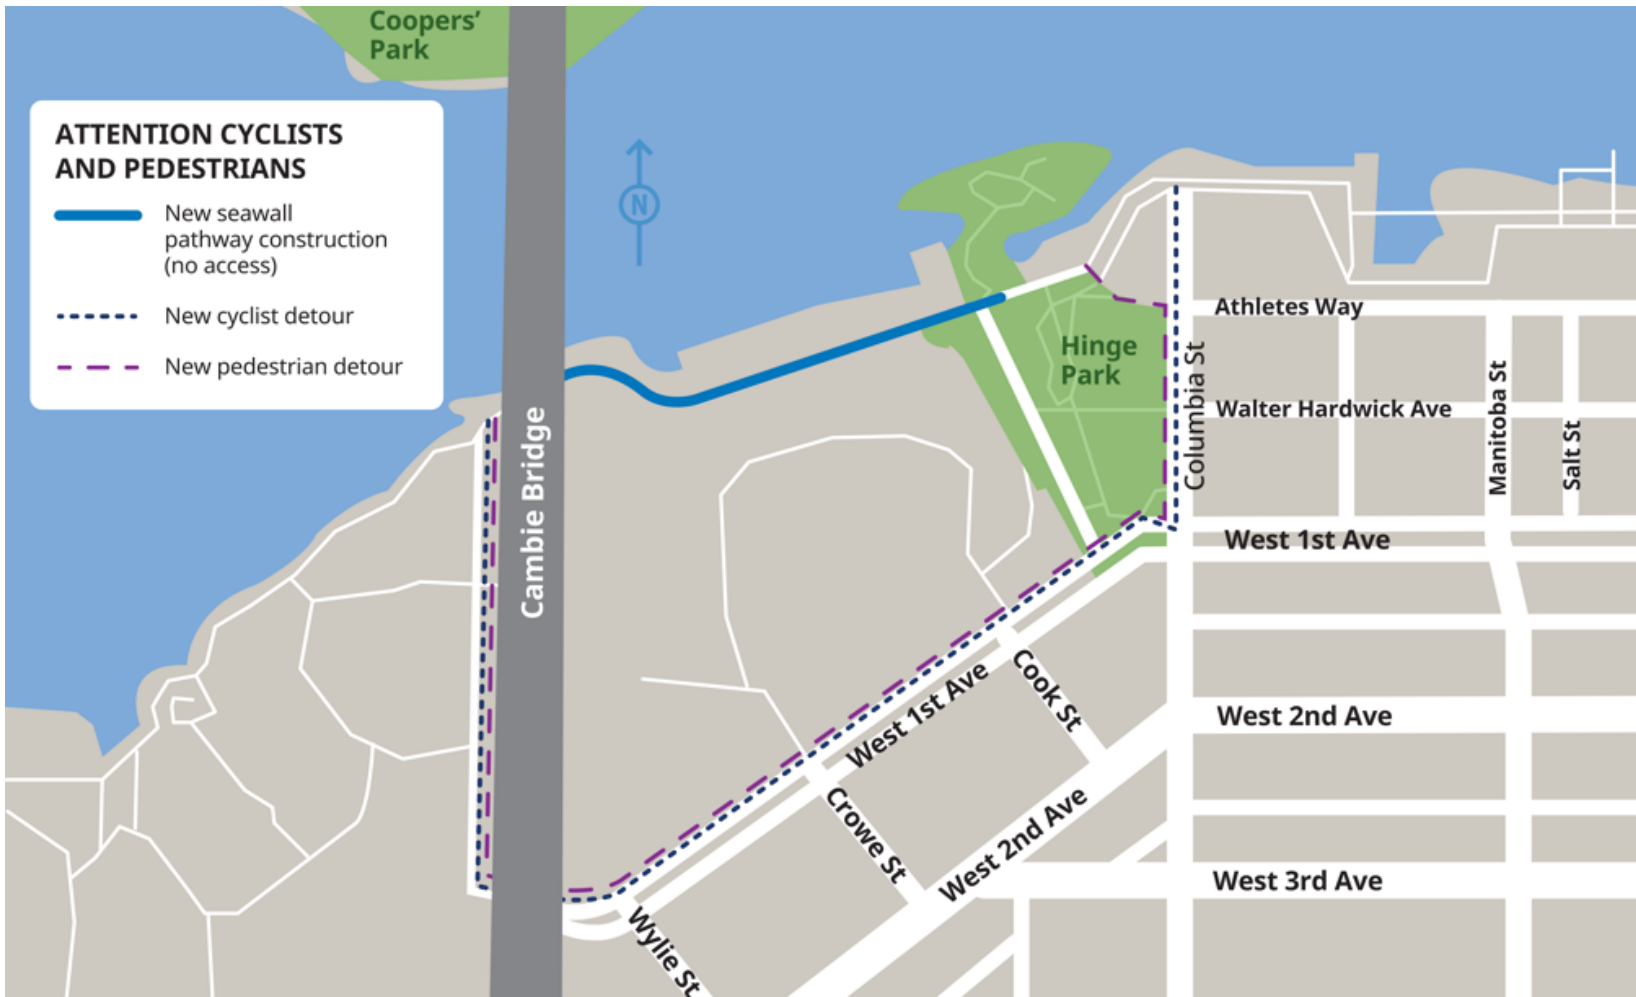 Coopers'
Park
ATTENTION CYCLISTS
AND PEDESTRIANS
New seawall
pathway construction
(no access)
New cyclist detour
New pedestrian detour
N
Cambie Bridge
Hinge
Park
Athletes Way
Columbia St
Walter Hardwick Ave
Manitoba St
Salt St
West 1st Ave
West 1st Ave
Cook St
West 2nd Ave
Crowe St
West 2nd Ave
West 3rd Ave
Wylie St